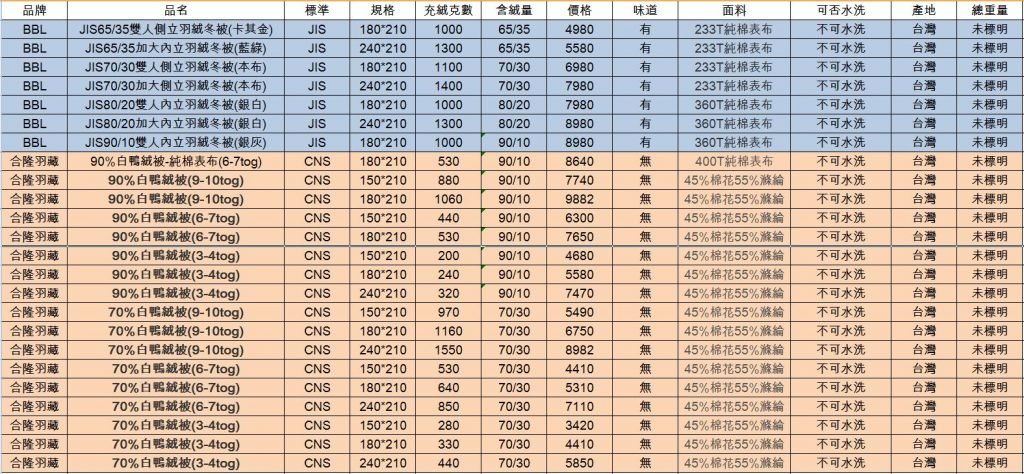 品牌 品名 標準 規格 充絨克數 含絨量 價格 味道 面料 可否水洗 產地 總重量
BBL JIS65/35雙人側立羽絨冬被(卡其金) JIS 180*210 1000 65/35 4980 有 233T純棉表布 不可水洗 台灣 未標明
BBL JIS65/35加大內立羽絨冬被(藍綠) JIS 240*210 1300 65/35 5580 有 233T純棉表布 不可水洗 台灣 未標明
BBL JIS70/30雙人側立羽絨冬被(本布) JIS 180*210 1100 70/30 6980 有 233T純棉表布 不可水洗 台灣 未標明
BBL JIS70/30加大側立羽絨冬被(本布) JIS 240*210 1400 70/30 7980 有 233T純棉表布 不可水洗 台灣 未標明
BBL JIS80/20雙人內立羽絨冬被(銀白) JIS 180*210 1000 80/20 7980 有 360T純棉表布 不可水洗 台灣 未標明
BBL JIS80/20加大內立羽絨冬被(銀白) JIS 240*210 1300 80/20 8980 有 360T純棉表布 不可水洗 台灣 未標明
BBL JIS90/10雙人內立羽絨冬被(銀灰) JIS 180*210 1000 90/10 8980 有 360T純棉表布 不可水洗 台灣 未標明
合隆羽藏 90%白鴨絨被-純棉表布(6-7tog) CNS 180*210 530 90/10 8640 無 400T純棉表布 不可水洗 台灣 未標明
合隆羽藏 90%白鴨絨被(9-10tog) CNS 150*210 880 90/10 7740 無 45%棉花55%滌綸 不可水洗 台灣 未標明
合隆羽藏 90%白鴨絨被(9-10tog) CNS 180*210 1060 90/10 9882 無 45%棉花55%滌綸 不可水洗 台灣 未標明
合隆羽藏 90%白鴨絨被(6-7tog) CNS 150*210 440 90/10 6300 無 45%棉花55%滌綸 不可水洗 台灣 未標明
合隆羽藏 90%白鴨絨被(6-7tog) CNS 180*210 530 90/10 7650 無 45%棉花55%滌綸 不可水洗 台灣 未標明
合隆羽藏 90%白鴨絨被(3-4tog) CNS 150*210 200 90/10 4680 無 45%棉花55%滌綸 不可水洗 台灣 未標明
合隆羽藏 90%白鴨絨被(3-4tog) CNS 180*210 240 90/10 5580 無 45%棉花55%滌綸 不可水洗 台灣 未標明
合隆羽藏 90%白鴨絨被(3-4tog) CNS 240*210 320 90/10 7470 無 45%棉花55%滌綸 不可水洗 台灣 未標明
合隆羽藏 70%白鴨絨被(9-10tog) CNS 150*210 970 70/30 5490 無 45%棉花55%滌綸 不可水洗 台灣 未標明
合隆羽藏 70%白鴨絨被(9-10tog) CNS 180*210 1160 70/30 6750 無 45%棉花55%滌綸 不可水洗 台灣 未標明
合隆羽藏 70%白鴨絨被(9-10tog) CNS 240*210 1550 70/30 8982 無 45%棉花55%滌綸 不可水洗 台灣 未標明
合隆羽藏 70%白鴨絨被(6-7tog) CNS 150*210 530 70/30 4410 無 45%棉花55%滌綸 不可水洗 台灣 未標明
合隆羽藏 70%白鴨絨被(6-7tog) CNS 180*210 640 70/30 5310 無 45%棉花55%滌綸 不可水洗 台灣 未標明
合隆羽藏 70%白鴨絨被(6-7tog) CNS 240*210 850 70/30 7110 無 45%棉花55%滌綸 不可水洗 台灣 未標明
合隆羽藏 70%白鴨絨被(3-4tog) CNS 150*210 280 70/30 3420 無 45%棉花55%滌綸 不可水洗 台灣 未標明
合隆羽藏 70%白鴨絨被(3-4tog) CNS 180*210 330 70/30 4410 無 45%棉花55%滌綸 不可水洗 台灣 未標明
合隆羽藏 70%白鴨絨被(3-4tog) CNS 240*210 440 70/30 5850 無 45%棉花55%滌綸 不可水洗 台灣 未標明